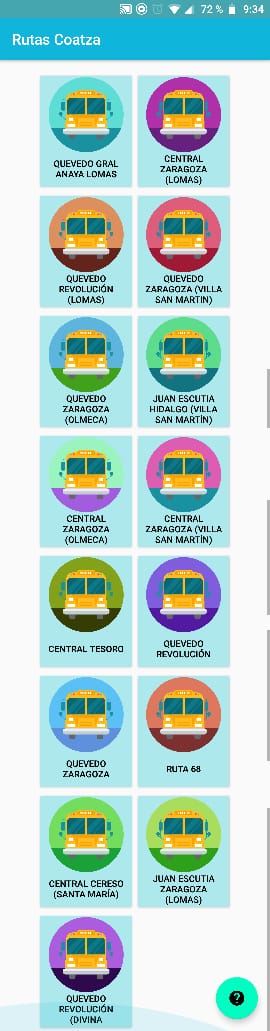 72 % 9:34
Rutas Coatza
QUEVEDO GRAL
ANAYA LOMAS
CENTRAL
ZARAGOZA
(LOMAS)
QUEVEDO
REVOLUCIÓN
(LOMAS)
QUEVEDO
ZARAGOZA (VILLA
SAN MARTIN)
QUEVEDO
ZARAGOZA
(OLMECA)
JUAN ESCUTIA
HIDALGO (VILLA
SAN MARTÍN)
CENTRAL
ZARAGOZA
(OLMECA)
CENTRAL
ZARAGOZA (VILLA
SAN MARTÍN)
CENTRAL TESORO
QUEVEDO
REVOLUCIÓN
QUEVEDO
ZARAGOZA
RUTA 68
CENTRAL CERESO
(SANTA MARÍA)
JUAN ESCUTIA
ZARAGOZA
(LOMAS)
QUEVEDO
REVOLUCIÓN
(DIVINA
?